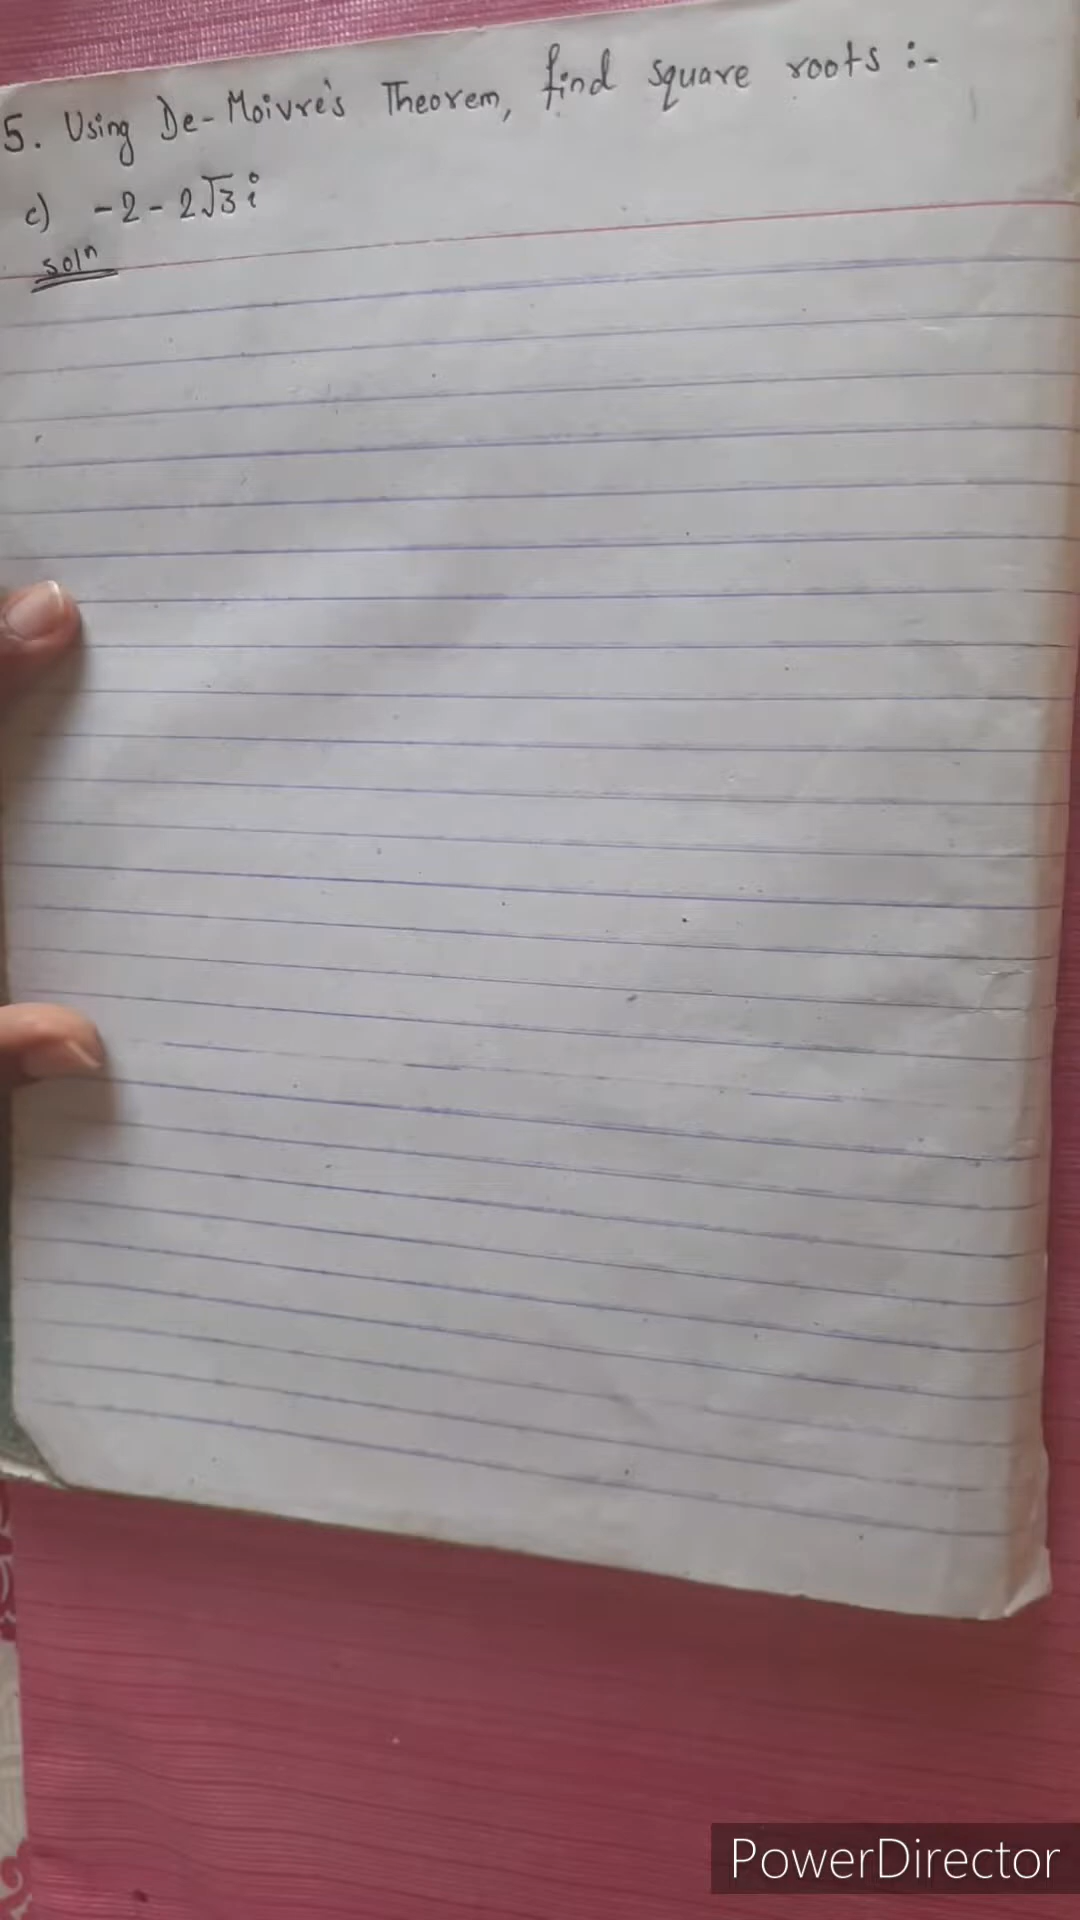 5. Using De-Moivre's Theorem, find square roots :-
c) -2-2√3 i
solⁿ
PowerDirector